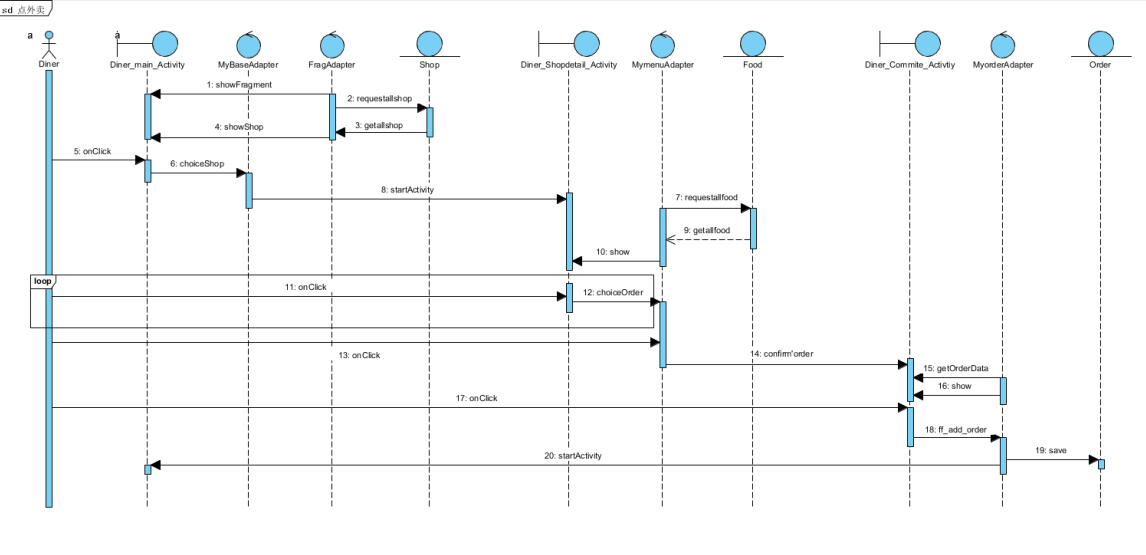 sd 点外卖
a
a
Diner
Diner_main_Activity
MyBaseAdapter
FragAdapter
Shop
Diner_Shopdetail_Activity
MymenuAdapter
Food
Diner_Commite_Activtiy
MyorderAdapter
Order
1: showFragment
2: requestallshop
3: getallshop
4: showShop
5: onClick
6: choiceShop
7: requestallfood
8: startActivity
9: getallfood
10: show
loop
11: onClick
12: choiceOrder
13: onClick
14: confirm'order
15: getOrderData
16: show
17: onClick
18: ff_add_order
19: save
20: startActivity